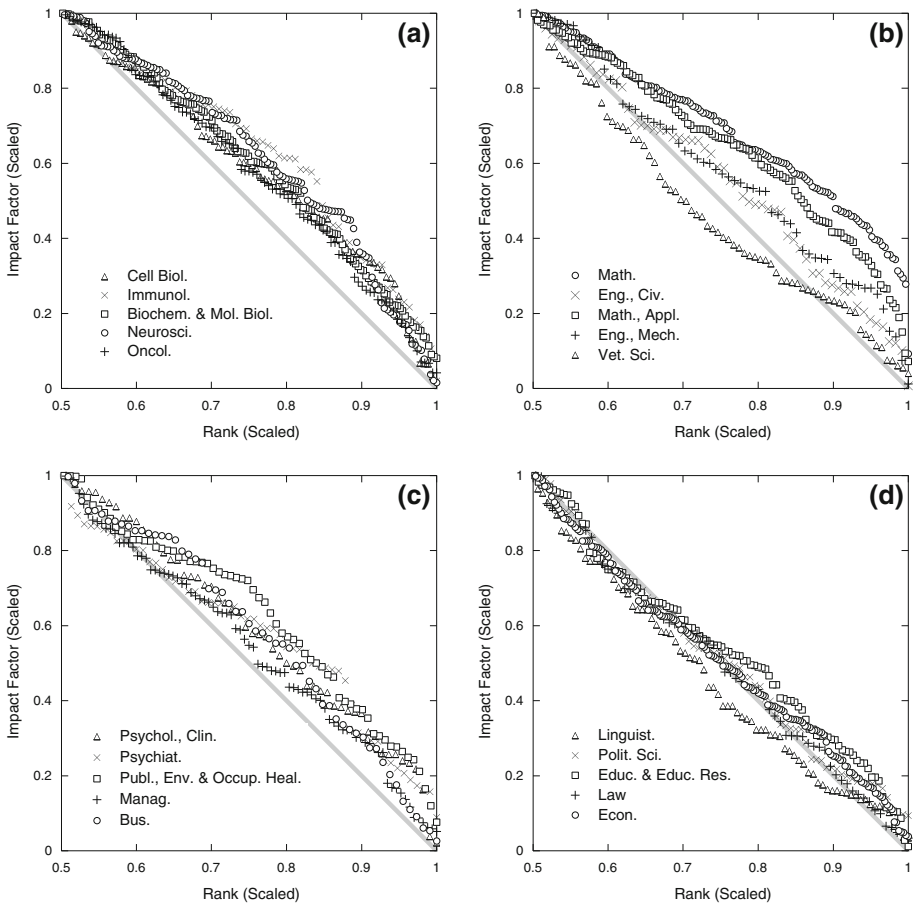 (a)
Impact Factor (Scaled)
1
0.8
0.6
0.4
0.2
0
Cell Biol.
Immunol.
Biochem. & Mol. Biol.
Neurosci.
Oncol.
0.5 0.6 0.7 0.8 0.9 1
Rank (Scaled)
(b)
Impact Factor (Scaled)
1
0.8
0.6
0.4
0.2
0
Math.
Eng., Civ.
Math., Appl.
Eng., Mech.
Vet. Sci.
0.5 0.6 0.7 0.8 0.9 1
Rank (Scaled)
(c)
Impact Factor (Scaled)
1
0.8
0.6
0.4
0.2
0
Psychol., Clin.
Psychiat.
Publ., Env. & Occup. Heal.
Manag.
Bus.
0.5 0.6 0.7 0.8 0.9 1
Rank (Scaled)
(d)
Impact Factor (Scaled)
1
0.8
0.6
0.4
0.2
0
Linguist.
Polit. Sci.
Educ. & Educ. Res.
Law
Econ.
0.5 0.6 0.7 0.8 0.9 1
Rank (Scaled)